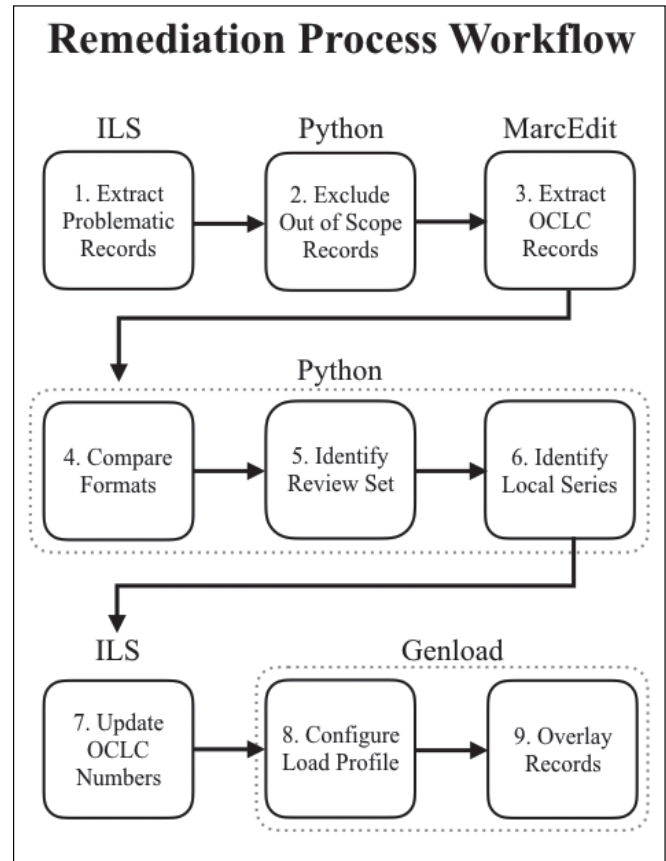 Remediation Process Workflow
ILS
Python
MarcEdit
1. Extract
Problematic
Records
2. Exclude
Out of Scope
Records
3. Extract
OCLC
Records
Python
4. Compare
Formats
5. Identify
Review Set
6. Identify
Local Series
ILS
Genload
7. Update
OCLC
Numbers
8. Configure
Load Profile
9. Overlay
Records